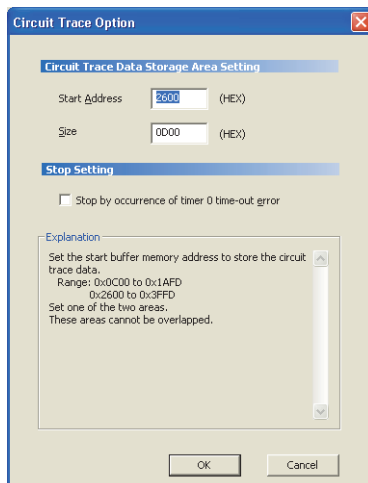 Circuit Trace Option
Circuit Trace Data Storage Area Setting
Start Address 2600 (HEX)
Size 0D00 (HEX)
Stop Setting
Stop by occurrence of timer 0 time-out error
Explanation
Set the start buffer memory address to store the circuit
trace data.
Range: 0x0C00 to 0x1AFD
0x2600 to 0x3FFD
Set one of the two areas.
These areas cannot be overlapped.
OK Cancel